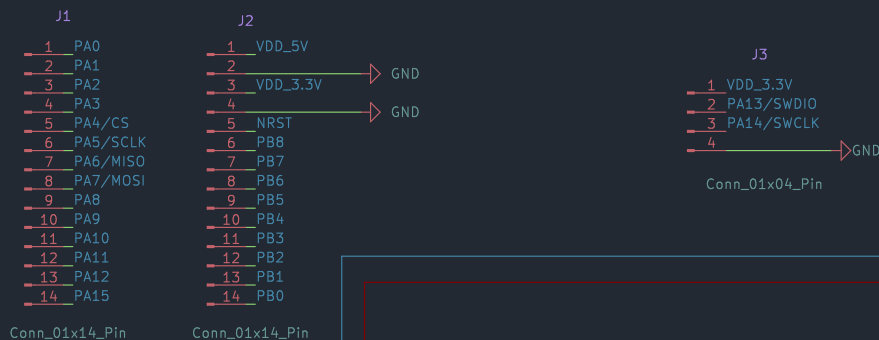 J1
1 PA0
2 PA1
3 PA2
4 PA3
5 PA4/CS
6 PA5/SCLK
7 PA6/MISO
8 PA7/MOSI
9 PA8
10 PA9
11 PA10
12 PA11
13 PA12
14 PA15
Conn_01x14_Pin
J2
1 VDD_5V
2 GND
3 VDD_3.3V
4 GND
5 NRST
6 PB8
7 PB7
8 PB6
9 PB5
10 PB4
11 PB3
12 PB2
13 PB1
14 PB0
Conn_01x14_Pin
J3
1 VDD_3.3V
2 PA13/SWDIO
3 PA14/SWCLK
4 GND
Conn_01x04_Pin